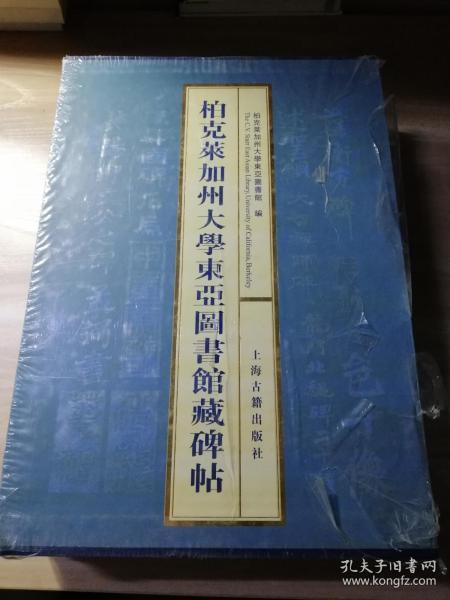 柏克萊加州大學東亞圖書館 編
The C.V. Starr East Asian Library, University of California, Berkeley
柏克萊加州大學東亞圖書館藏碑帖
上海古籍出版社
孔夫子旧书网
www.kongfz.com